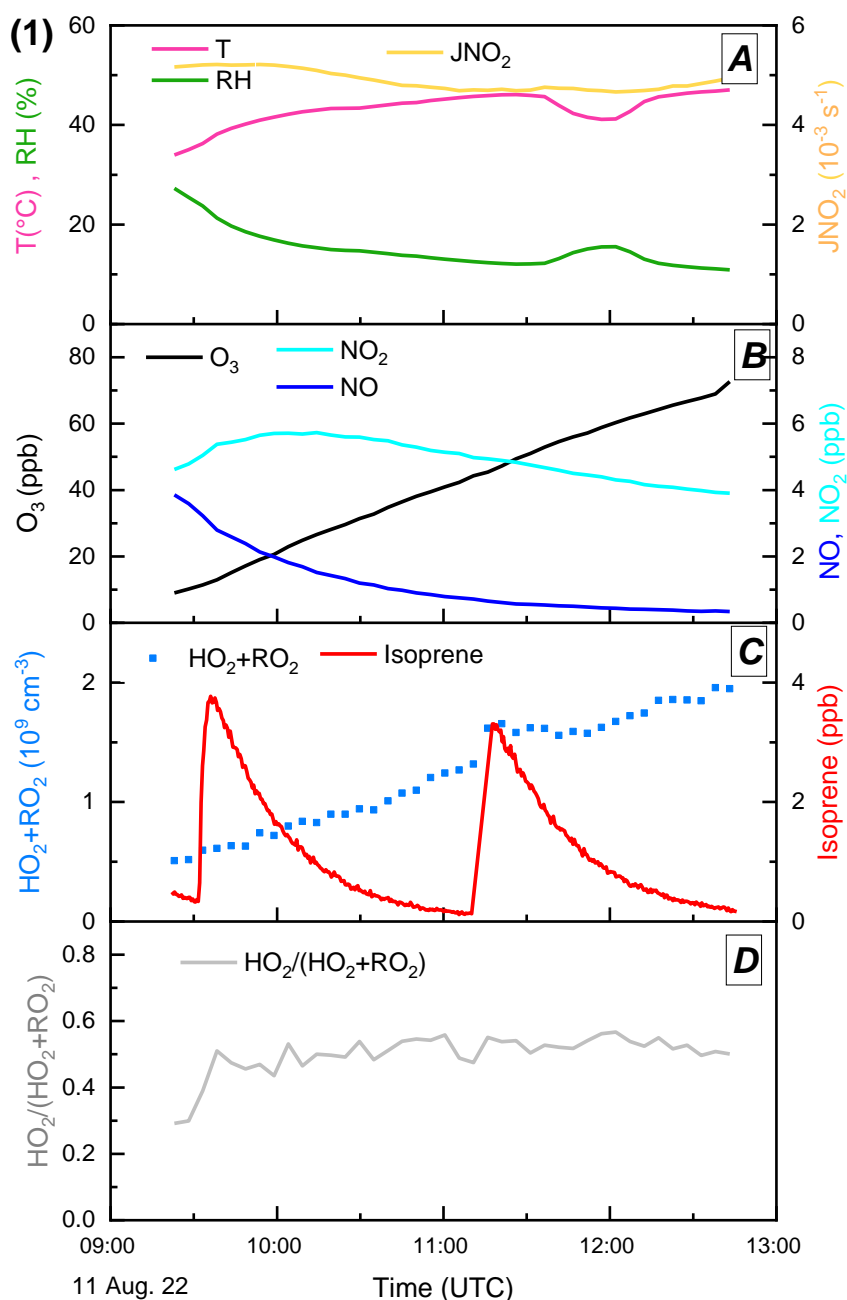 (1)
60
40
20
0
T(°C) , RH (%)
T
RH
JNO₂
A
6
4
2
0
JNO₂ (10⁻³ s⁻¹)
80
60
40
20
0
O₃ (ppb)
O₃
NO₂
NO
B
8
6
4
2
0
NO, NO₂ (ppb)
2
1
0
HO₂+RO₂ (10⁹ cm⁻³)
HO₂+RO₂
Isoprene
C
4
2
0
Isoprene (ppb)
0.8
0.6
0.4
0.2
0.0
HO₂/(HO₂+RO₂)
HO₂/(HO₂+RO₂)
D
09:00
10:00
11:00
12:00
13:00
11 Aug. 22
Time (UTC)